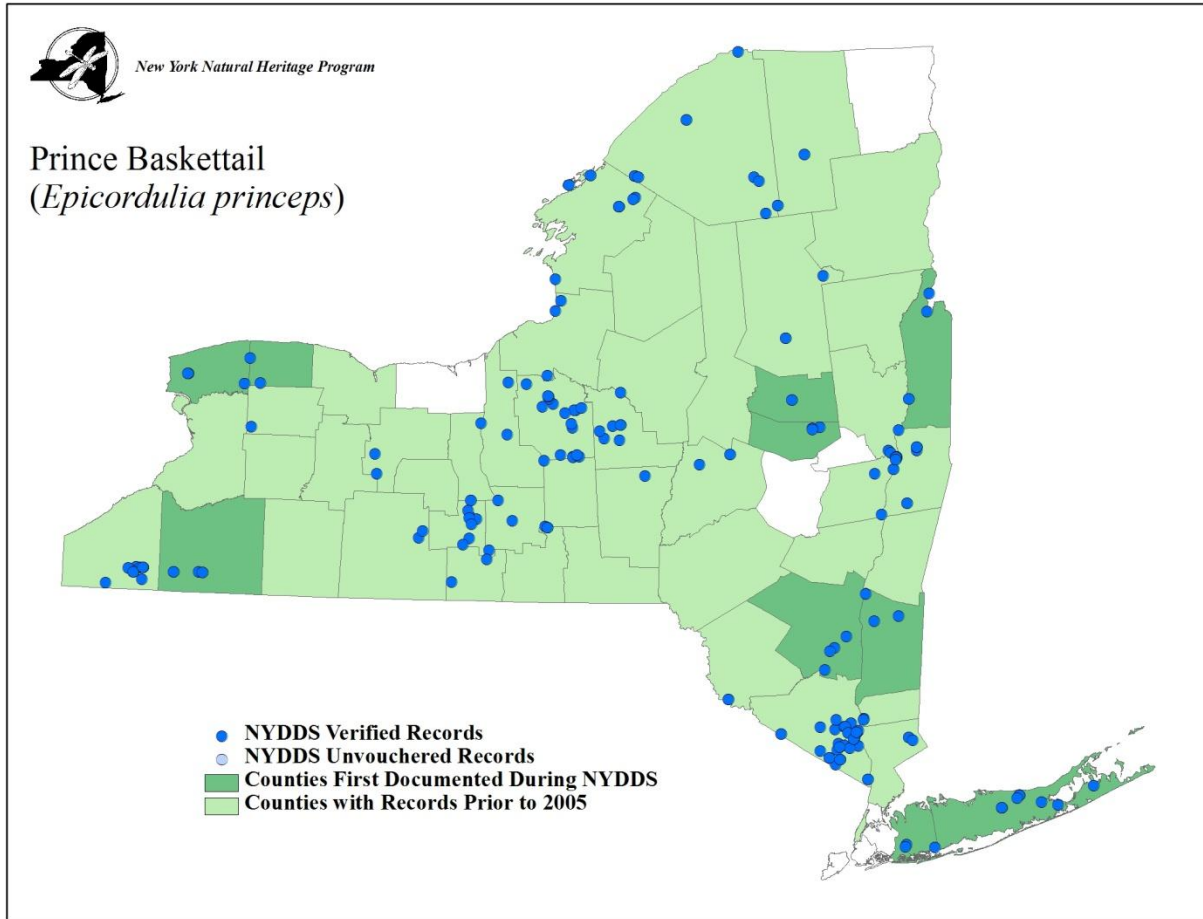 New York Natural Heritage Program
Prince Baskettail
(Epicordulia princeps)
NYDDS Verified Records
NYDDS Unvouchered Records
Counties First Documented During NYDDS
Counties with Records Prior to 2005